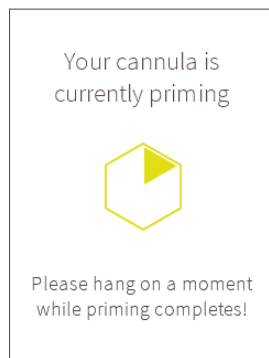 Your cannula is
currently priming
Please hang on a moment
while priming completes!